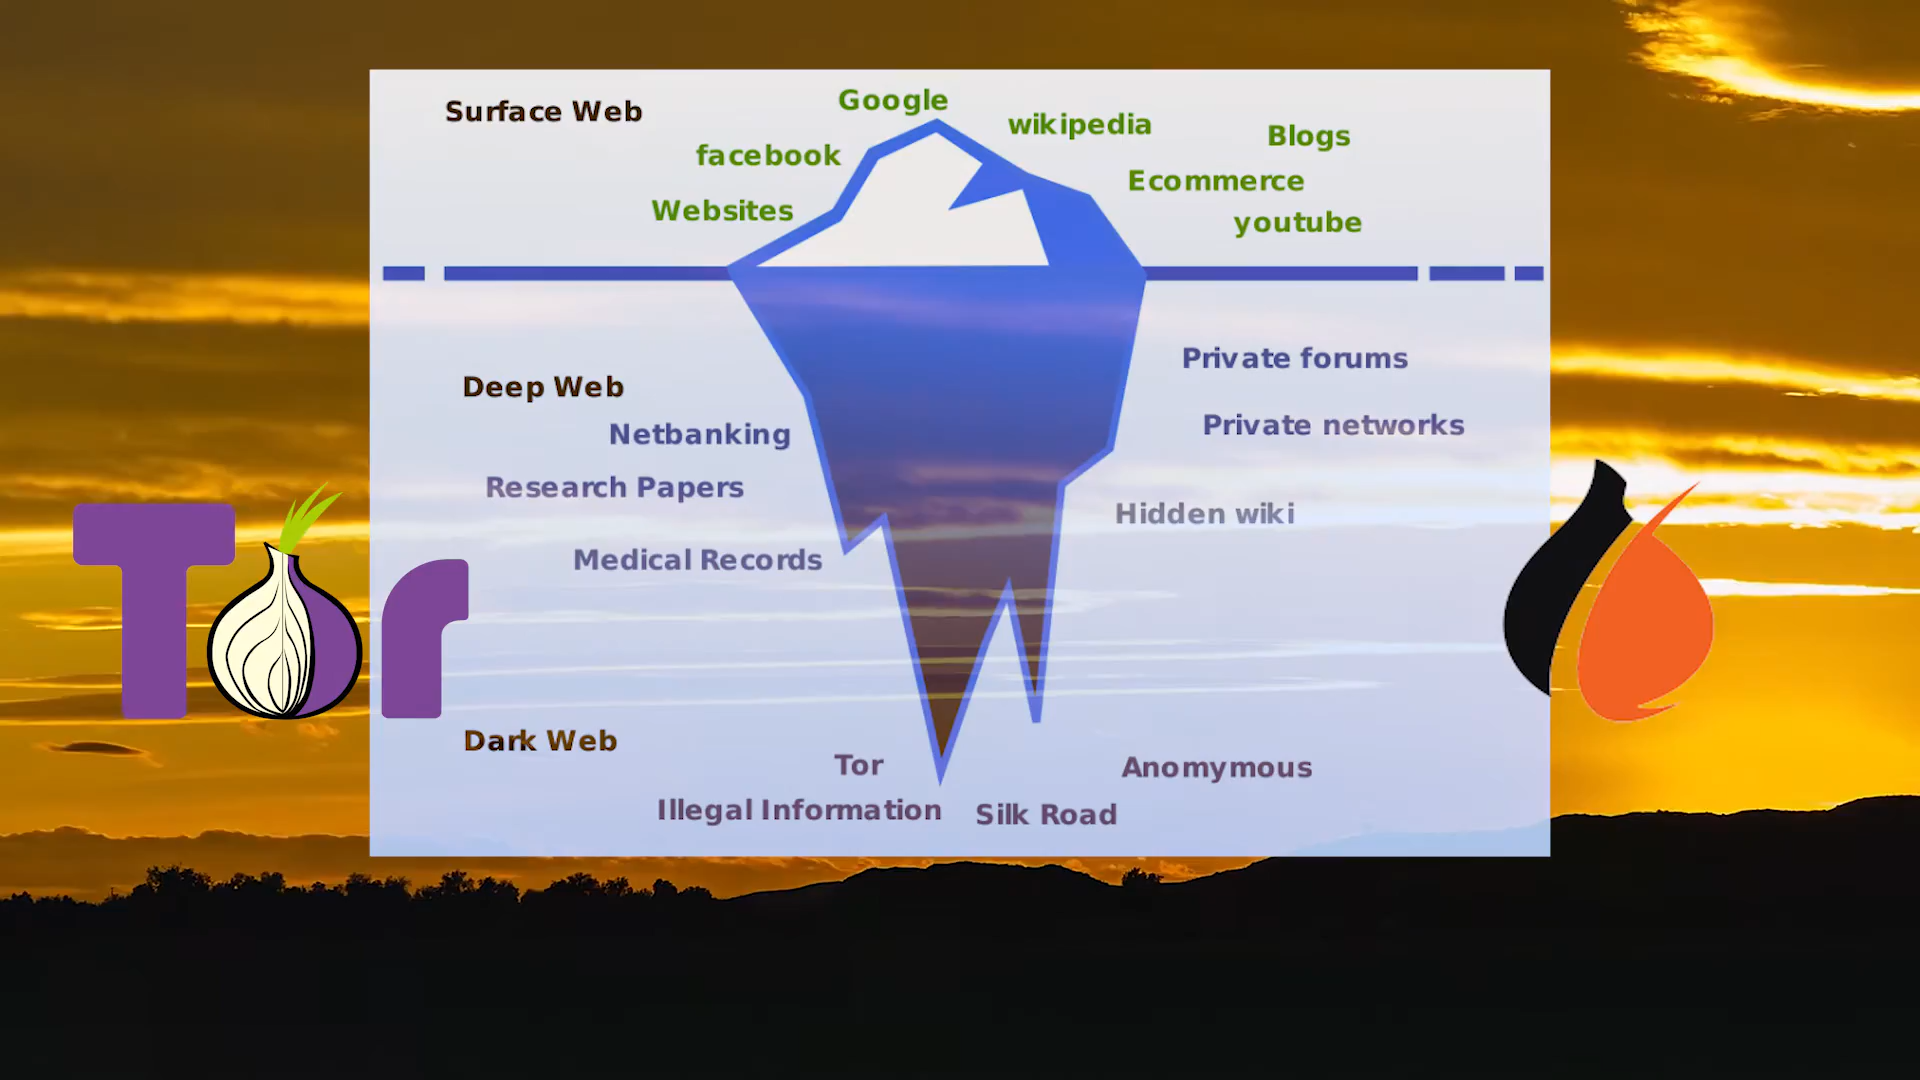 Surface Web
Google
wikipedia
Blogs
facebook
Ecommerce
Websites
youtube
Deep Web
Private forums
Netbanking
Private networks
Research Papers
Hidden wiki
Medical Records
Tor
Dark Web
Tor
Anomymous
Illegal Information
Silk Road